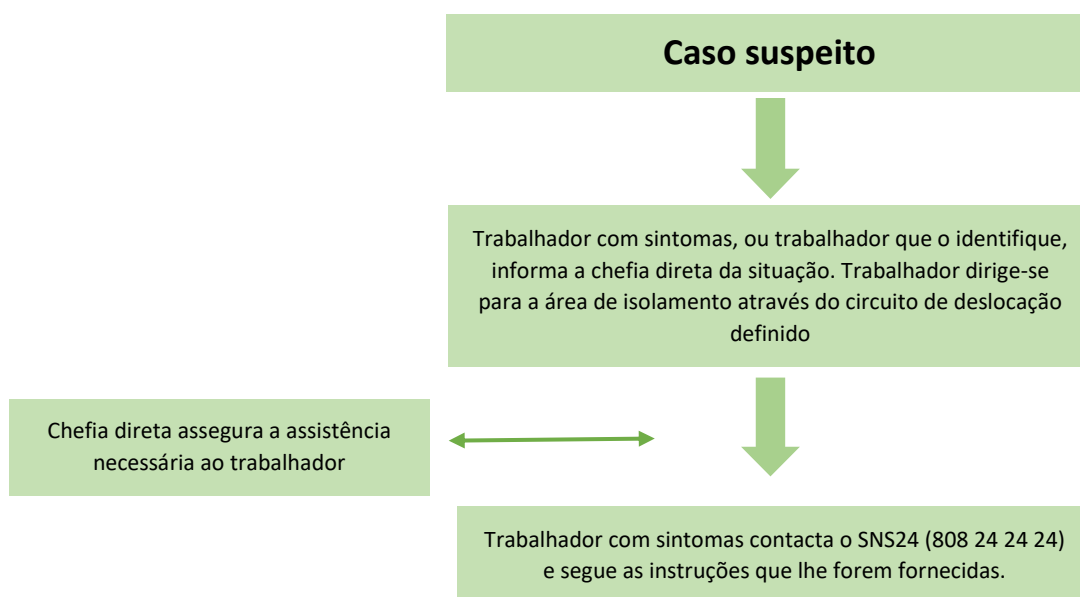 Caso suspeito
Trabalhador com sintomas, ou trabalhador que o identifique,
informa a chefia direta da situação. Trabalhador dirige-se
para a área de isolamento através do circuito de deslocação
definido
Chefia direta assegura a assistência
necessária ao trabalhador
Trabalhador com sintomas contacta o SNS24 (808 24 24 24)
e segue as instruções que lhe forem fornecidas.